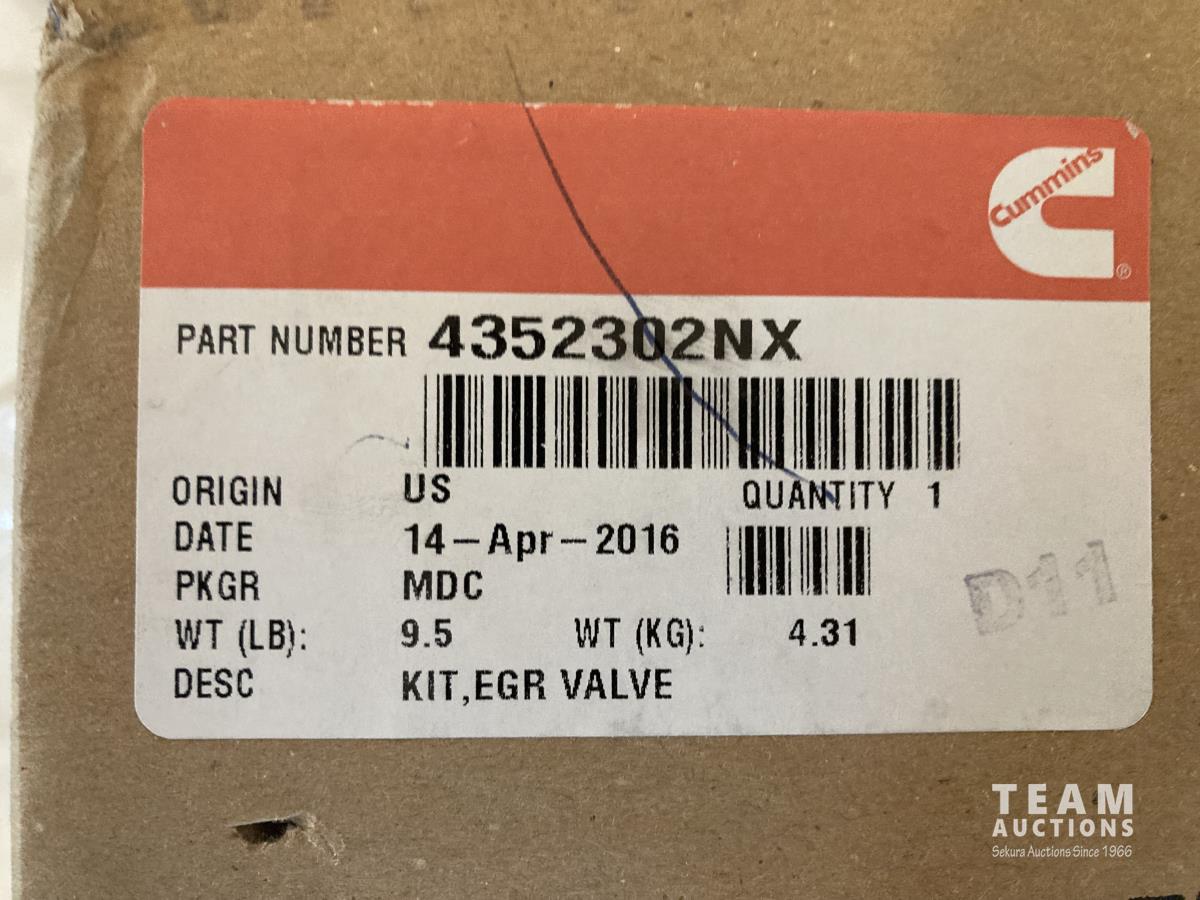 Cummins
®
PART NUMBER 4352302NX
ORIGIN US QUANTITY 1
DATE 14-Apr-2016
PKGR MDC
D11
WT (LB): 9.5 WT (KG): 4.31
DESC KIT,EGR VALVE
TEAM
AUCTIONS
Sekura Auctions Since 1966